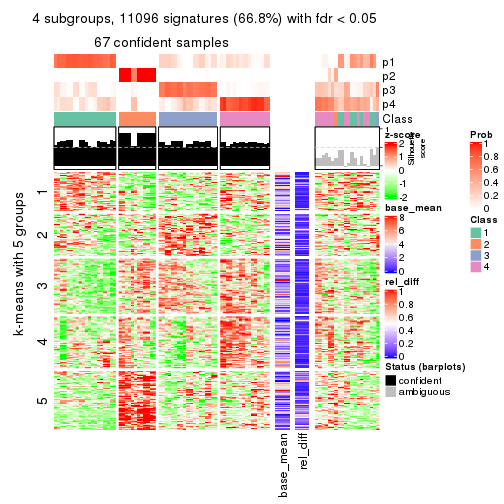 4 subgroups, 11096 signatures (66.8%) with fdr < 0.05
67 confident samples
p1
p2
p3
p4
Class
1
Silhouette
score
z-score
2
1
0
-1
-2
base_mean
8
6
4
2
0
rel_diff
1
0.8
0.6
0.4
0.2
0
Prob
1
0.8
0.6
0.4
0.2
0
Class
1
2
3
4
Status (barplots)
confident
ambiguous
k-means with 5 groups
1
2
3
4
5
base_mean
rel_diff